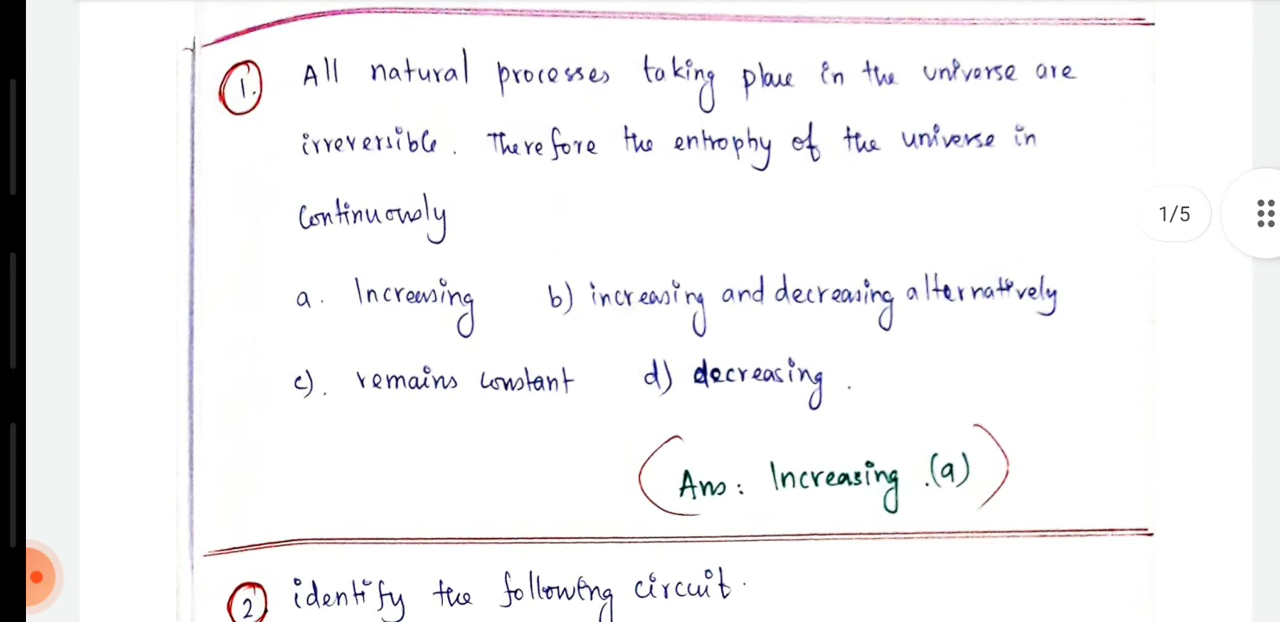 1. All natural processes taking place in the universe are
irreversible. Therefore the entrophy of the universe in
Continuously
a. Increasing b) increasing and decreasing alternatively
c). remains constant d) decreasing.
(Ans: Increasing.(a))
1/5
2 identify the following circuit.